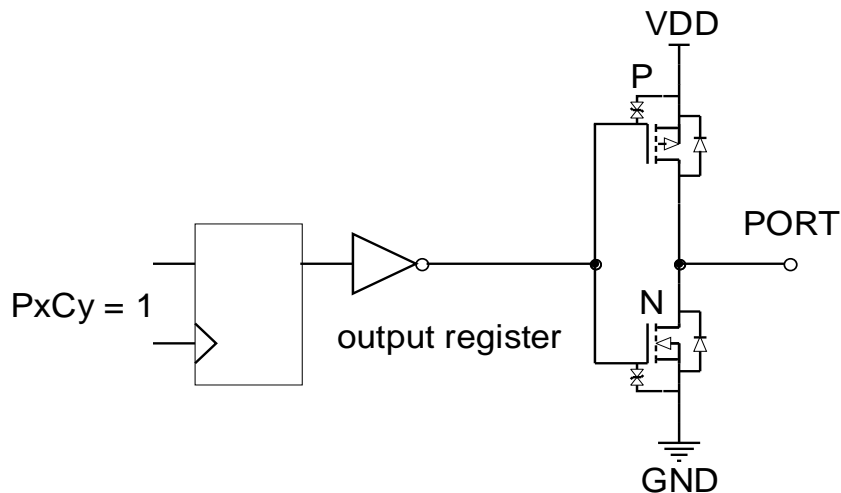 VDD
P
PORT
PxCy = 1
N
output register
GND